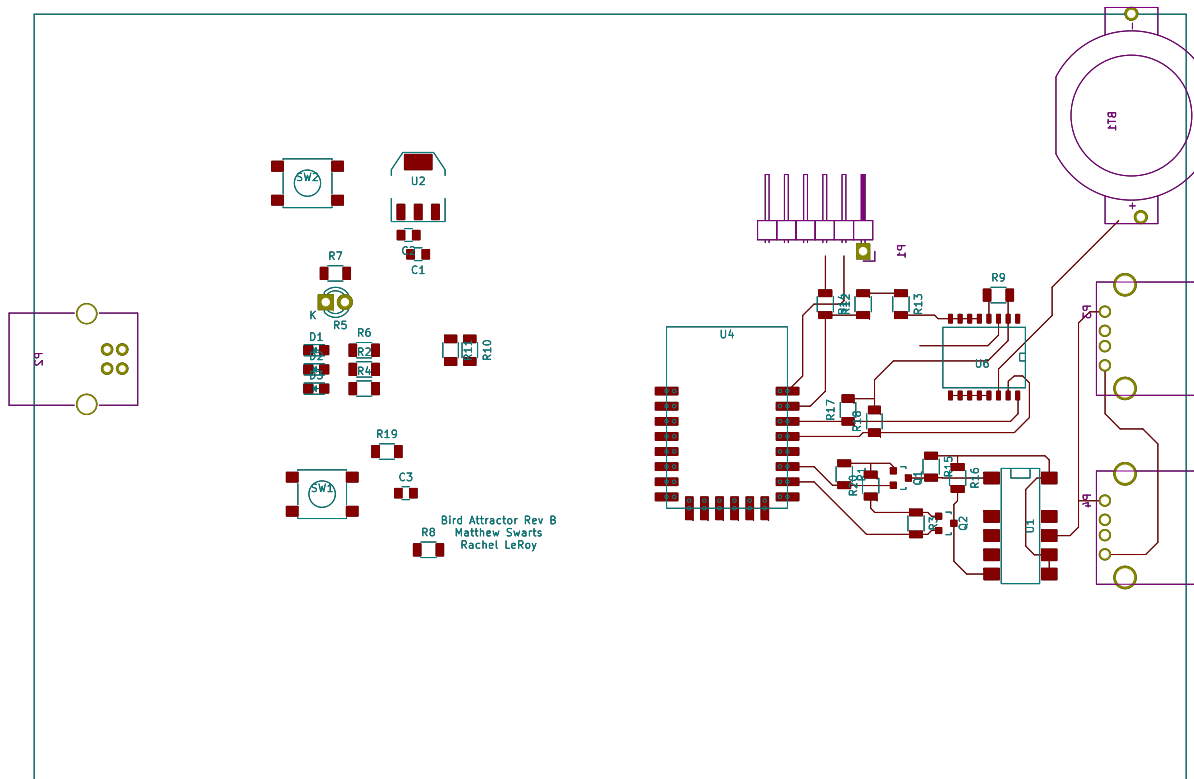 BT1
SW2
U2
C2
C1
P1
R7
R9
K
R5
R12
R13
P3
D1
R6
U4
P2
D2
R2
R11
R10
U6
D3
R4
R17
R18
R19
R15
R1
R20
Q1
R16
SW1
C3
P4
Bird Attractor Rev B
Matthew Swarts
Rachel LeRoy
R3
Q2
U1
R8